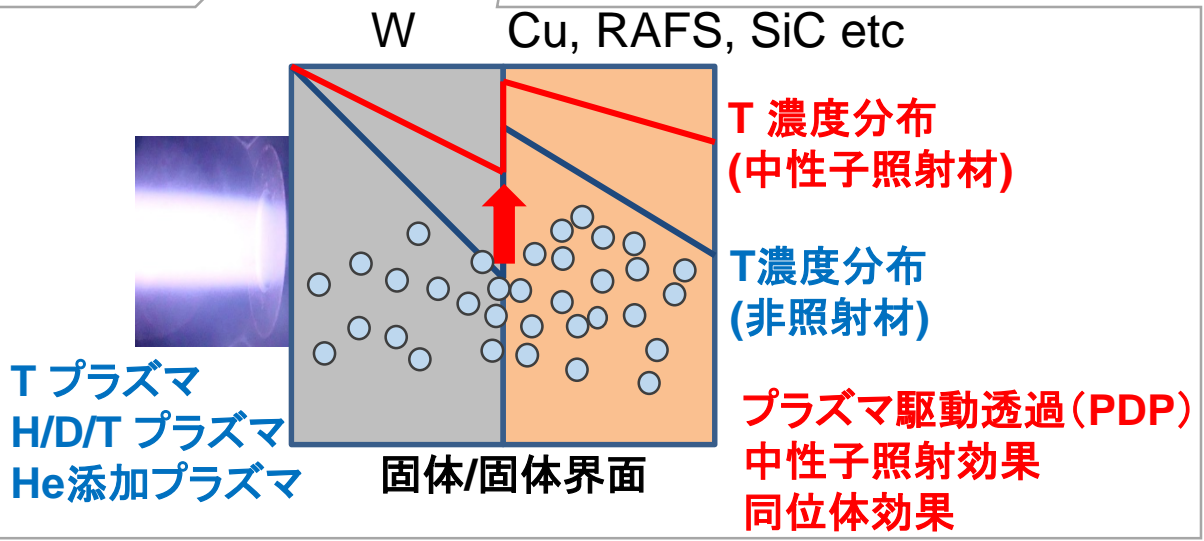 W
Cu, RAFS, SiC etc
T 濃度分布
(中性子照射材)
T濃度分布
(非照射材)
T プラズマ
H/D/T プラズマ
He添加プラズマ
固体/固体界面
プラズマ駆動透過(PDP)
中性子照射効果
同位体効果